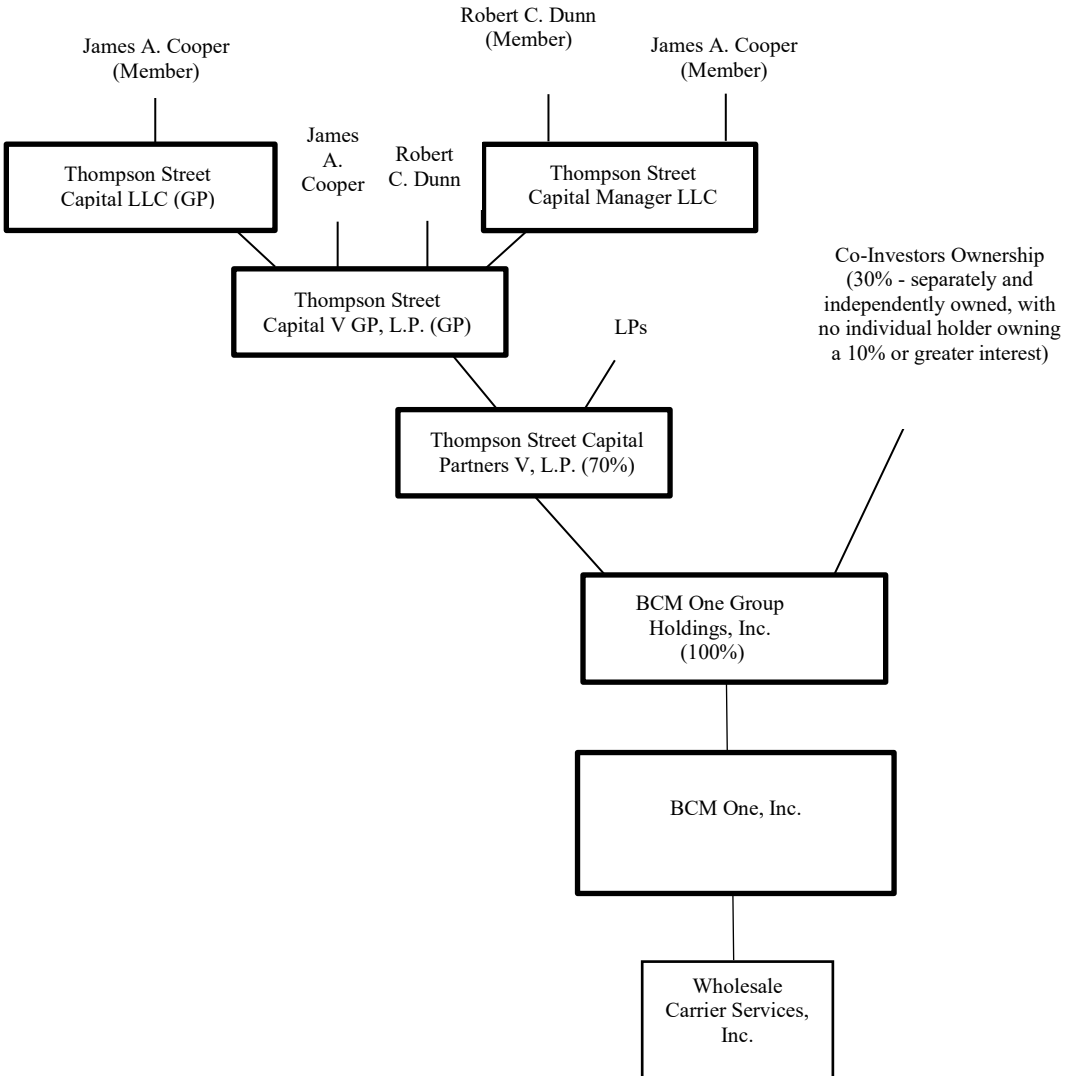 Robert C. Dunn
(Member)
James A. Cooper
(Member)
James A. Cooper
(Member)
James
A.
Cooper
Robert
C. Dunn
Thompson Street
Capital LLC (GP)
Thompson Street
Capital Manager LLC
Co-Investors Ownership
(30% - separately and
independently owned, with
no individual holder owning
a 10% or greater interest)
Thompson Street
Capital V GP, L.P. (GP)
LPs
Thompson Street Capital
Partners V, L.P. (70%)
BCM One Group
Holdings, Inc.
(100%)
BCM One, Inc.
Wholesale
Carrier Services,
Inc.